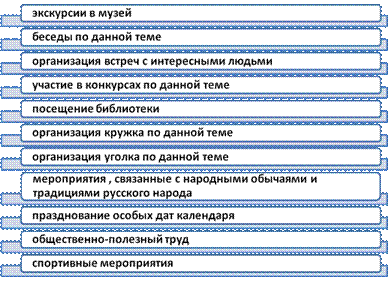 экскурсии в музей
беседы по данной теме
организация встреч с интересными людьми
участие в конкурсах по данной теме
посещение библиотеки
организация кружка по данной теме
организация уголка по данной теме
мероприятия , связанные с народными обычаями и
традициями русского народа
празднование особых дат календаря
общественно-полезный труд
спортивные мероприятия